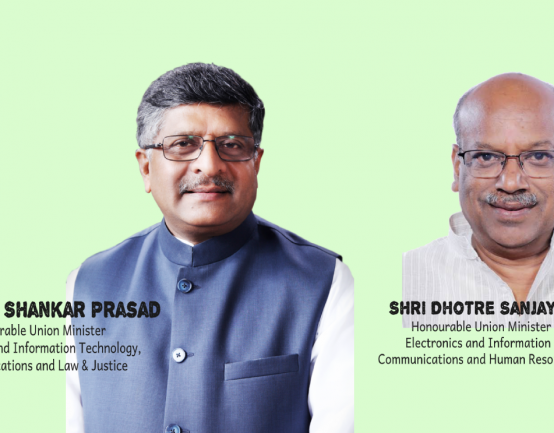 SHANKAR PRASAD
rable Union Minister
nd Information Technology,
ations and Law & Justice
SHRI DHOTRE SANJAY
Honourable Union Minister
Electronics and Information
Communications and Human Reso